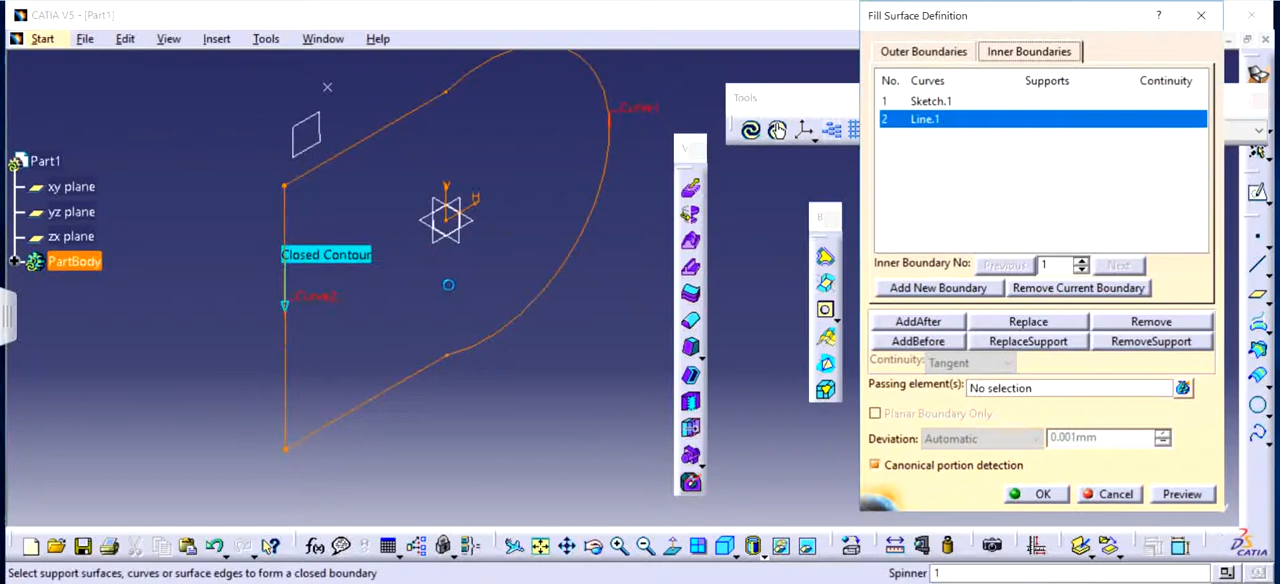 CATIA V5 - [Part1]
Start File Edit View Insert Tools Window Help
Part1
xy plane
yz plane
zx plane
PartBody
Curve1
Closed Contour
Curve2
V
H
Tools
V
B
Fill Surface Definition ? ×
Outer Boundaries Inner Boundaries
No. Curves Supports Continuity
1 Sketch.1
2 Line.1
Inner Boundary No: Previous 1 Next
Add New Boundary Remove Current Boundary
AddAfter Replace Remove
AddBefore ReplaceSupport RemoveSupport
Continuity: Tangent
Passing element(s): No selection
Planar Boundary Only
Deviation: Automatic 0.001mm
Canonical portion detection
OK Cancel Preview
f(x)
DS CATIA
Select support surfaces, curves or surface edges to form a closed boundary
Spinner 1